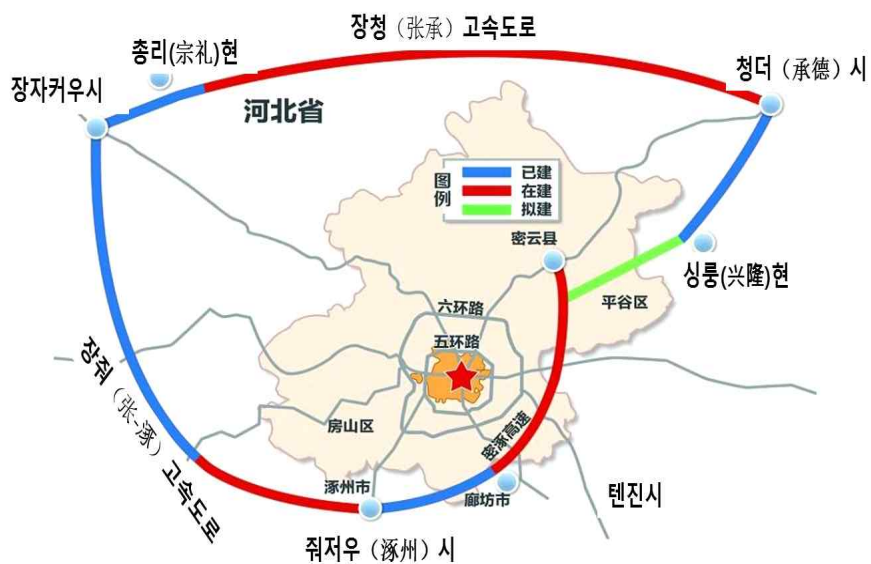 장청（张承）고속도로
총리(宗礼)현
청더（承德）시
장자커우시
河北省
图例
已建
在建
拟建
密云县
싱룽(兴隆)현
平谷区
六环路
五环路
장줘（张-涿）고속도로
房山区
密涿高速
涿州市
廊坊市
텐진시
줘저우（涿州）시